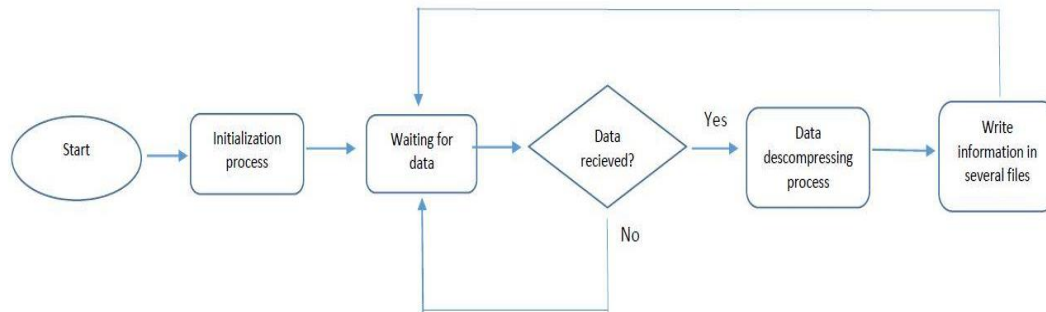 Start
Initialization
process
Waiting for
data
Data
recieved?
Yes
No
Data
descompressing
process
Write
information in
several files